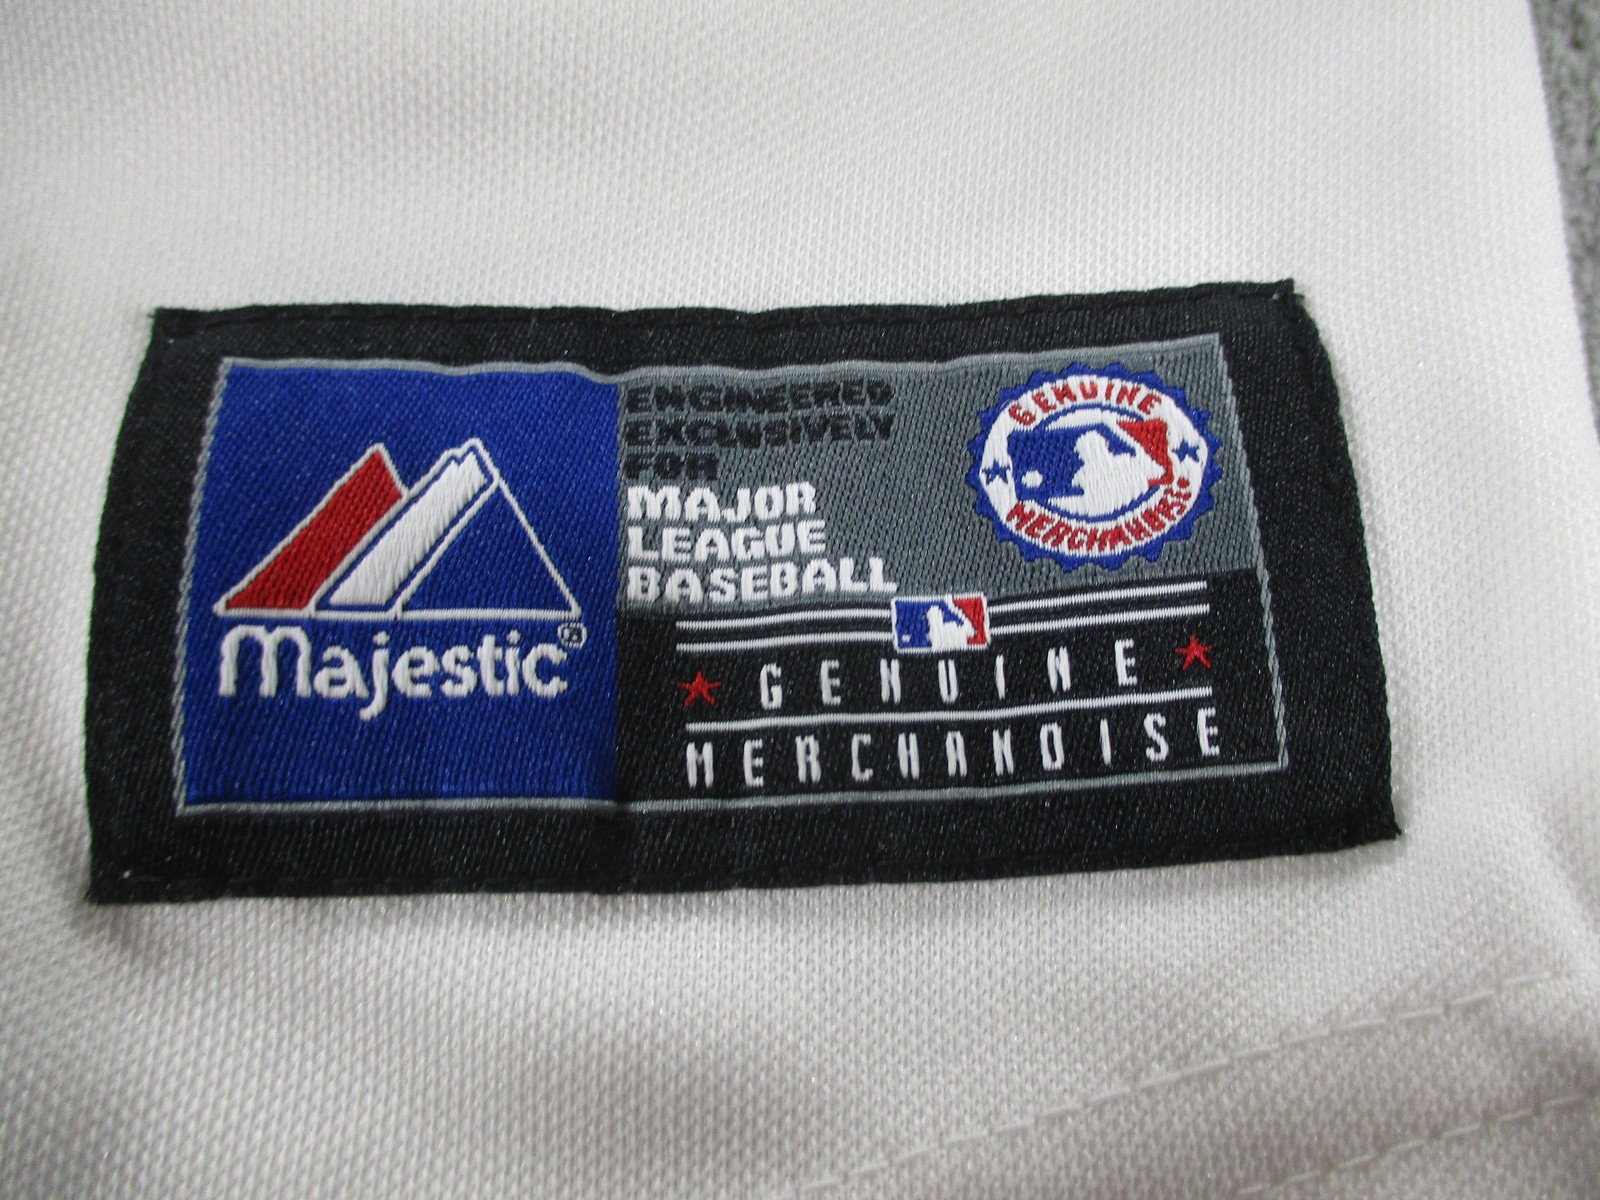 Majestic®
ENGINEERED
EXCLUSIVELY
FOR
MAJOR
LEAGUE
BASEBALL
GENUINE
MERCHANDISE
GENUINE
MERCHANDISE